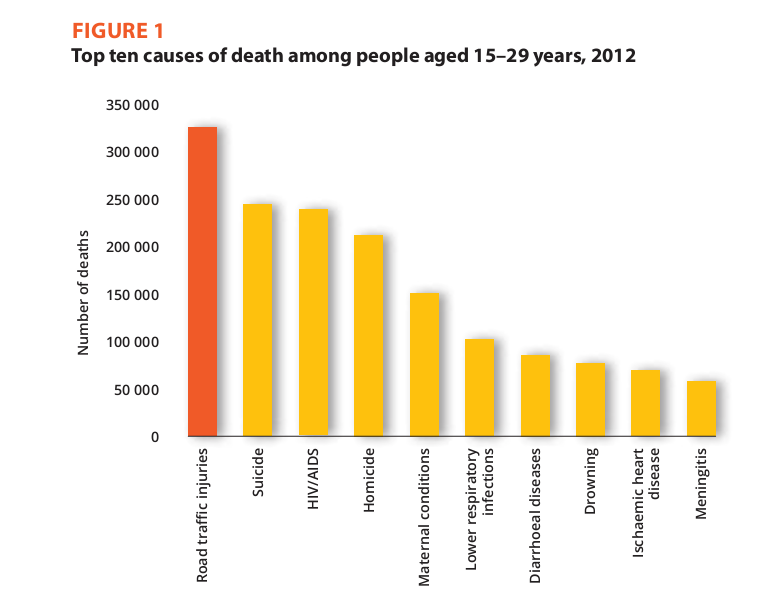 FIGURE 1
Top ten causes of death among people aged 15–29 years, 2012
350 000
300 000
250 000
200 000
150 000
100 000
50 000
0
Number of deaths
Road traffic injuries
Suicide
HIV/AIDS
Homicide
Maternal conditions
Lower respiratory
infections
Diarrhoeal diseases
Drowning
Ischaemic heart
disease
Meningitis